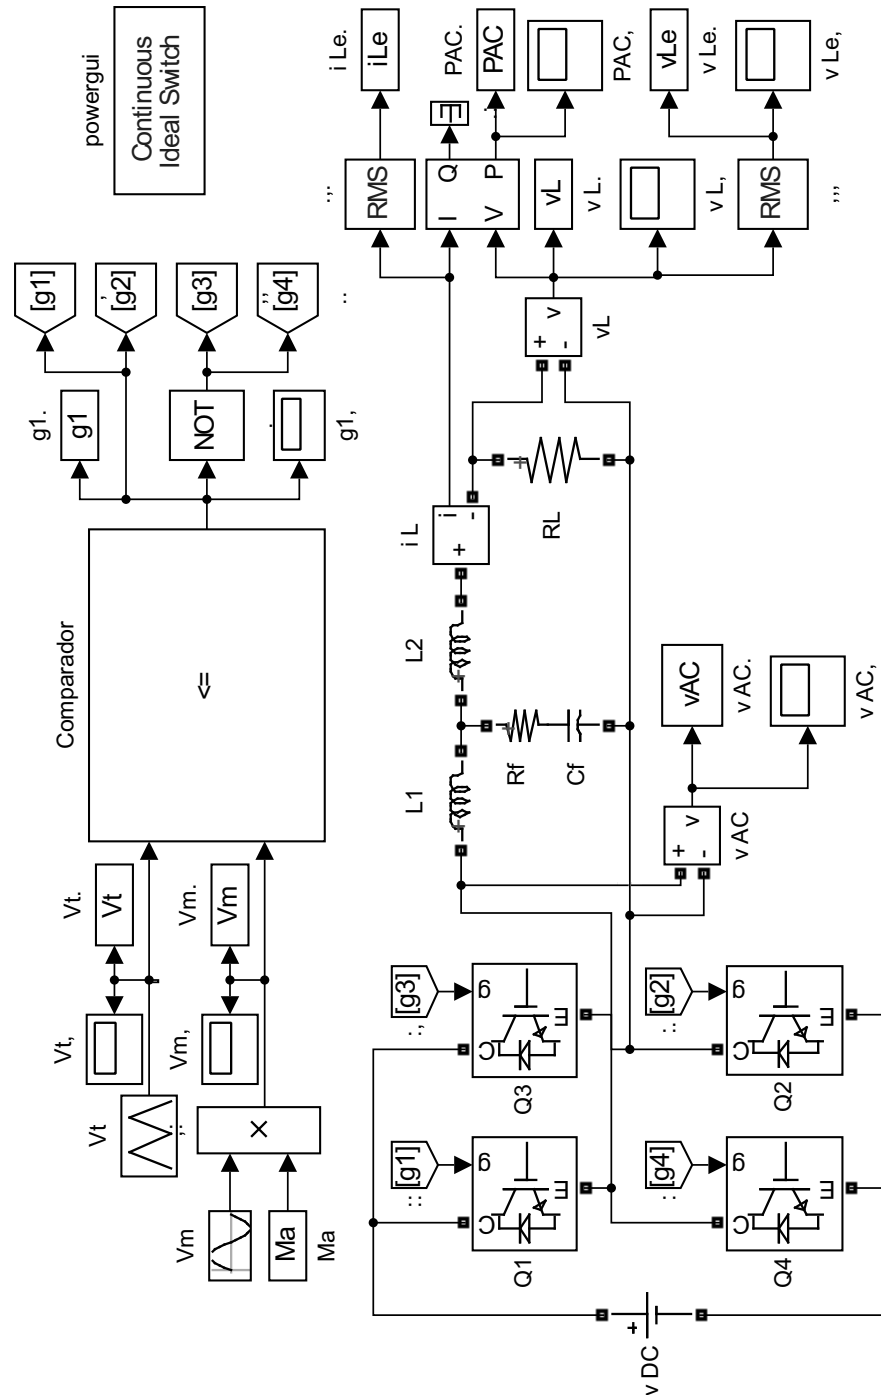 powergui
Continuous
Ideal Switch
Vt
Vt,
Vt.
Vt
Vm
Ma
Ma
×
Vm,
Vm.
Vm
Comparador
<=
g1.
g1
NOT
g1,
[g1]
[g2]
[g3]
[g4]
v DC
+
Q1
[g1]
g
C
E
Q3
[g3]
g
C
E
Q4
[g4]
g
C
E
Q2
[g2]
g
C
E
L1
+
L2
+
Rf
+
Cf
i L
+
-
i
RL
+
v AC
+
-
v
vAC
v AC.
v AC,
vL
+
-
v
RMS
iLe
i Le.
I
V
Q
P
PAC
PAC.
PAC,
vL
v L.
v L,
RMS
vLe
v Le.
v Le,